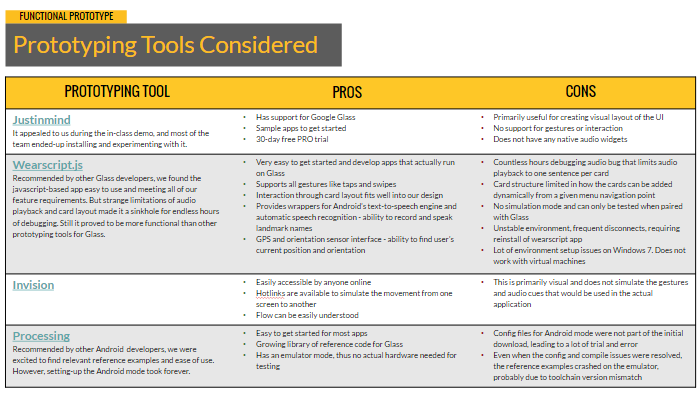 FUNCTIONAL PROTOTYPE
Prototyping Tools Considered
PROTOTYPING TOOL
PROS
CONS
Justinmind
It appealed to us during the in-class demo, and most of the
team ended-up installing and experimenting with it.
• Has support for Google Glass
• Sample apps to get started
• 30-day free PRO trial
• Primarily useful for creating visual layout of the UI
• No support for gestures or interaction
• Does not have any native audio widgets
Wearscript.js
Recommended by other Glass developers, we found the
javascript-based app easy to use and meeting all of our
feature requirements. But strange limitations of audio
playback and card layout made it a sinkhole for endless hours
of debugging. Still it proved to be more functional than other
prototyping tools for Glass.
• Very easy to get started and develop apps that actually run
on Glass
• Supports all gestures like taps and swipes
• Interaction through card layout fits well into our design
• Provides wrappers for Android's text-to-speech engine and
automatic speech recognition - ability to record and speak
landmark names
• GPS and orientation sensor interface - ability to find user's
current position and orientation
• Countless hours debugging audio bug that limits audio
playback to one sentence per card
• Card structure limited in how the cards can be added
dynamically from a given menu navigation point
• No simulation mode and can only be tested when paired
with Glass
• Unstable environment, frequent disconnects, requiring
reinstall of wearscript app
• Lot of environment setup issues on Windows 7. Does not
work with virtual machines
Invision
• Easily accessible by anyone online
• Hotlinks are available to simulate the movement from one
screen to another
• Flow can be easily understood
• This is primarily visual and does not simulate the gestures
and audio cues that would be used in the actual
application
Processing
Recommended by other Android developers, we were
excited to find relevant reference examples and ease of use.
However, setting-up the Android mode took forever.
• Easy to get started for most apps
• Growing library of reference code for Glass
• Has an emulator mode, thus no actual hardware needed for
testing
• Config files for Android mode were not part of the initial
download, leading to a lot of trial and error
• Even when the config and compile issues were resolved,
the reference examples crashed on the emulator,
probably due to toolchain version mismatch